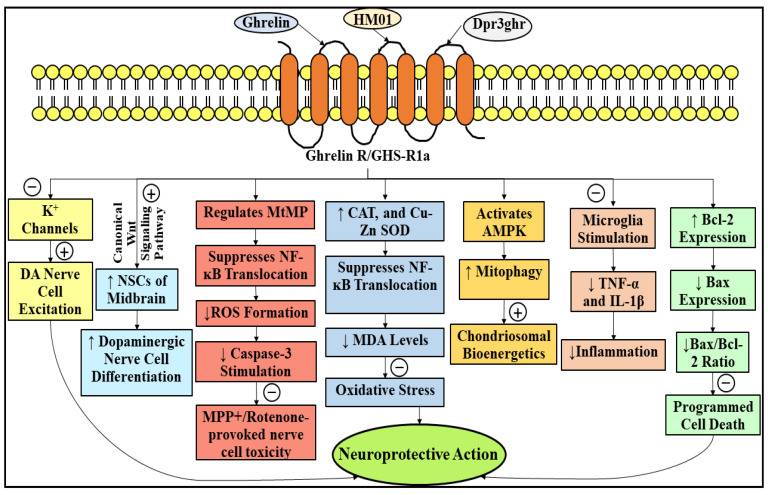 Ghrelin
HM01
Dpr3ghr
Ghrelin R/GHS-R1a
−
K+
Channels
+
DA Nerve
Cell
Excitation
Canonical
Wnt
Signaling
Pathway
+
↑ NSCs of
Midbrain
↑ Dopaminergic
Nerve Cell
Differentiation
Regulates MtMP
Suppresses NF-
κB Translocation
↓ROS Formation
↓ Caspase-3
Stimulation
−
MPP+/Rotenone-
provoked nerve
cell toxicity
↑ CAT, and Cu-
Zn SOD
Suppresses NF-
κB Translocation
↓ MDA Levels
−
Oxidative Stress
Activates
AMPK
↑ Mitophagy
+
Chondriosomal
Bioenergetics
−
Microglia
Stimulation
↓ TNF-α
and IL-1β
↓Inflammation
↑ Bcl-2
Expression
↓ Bax
Expression
↓Bax/Bcl-
2 Ratio
−
Programmed
Cell Death
Neuroprotective Action